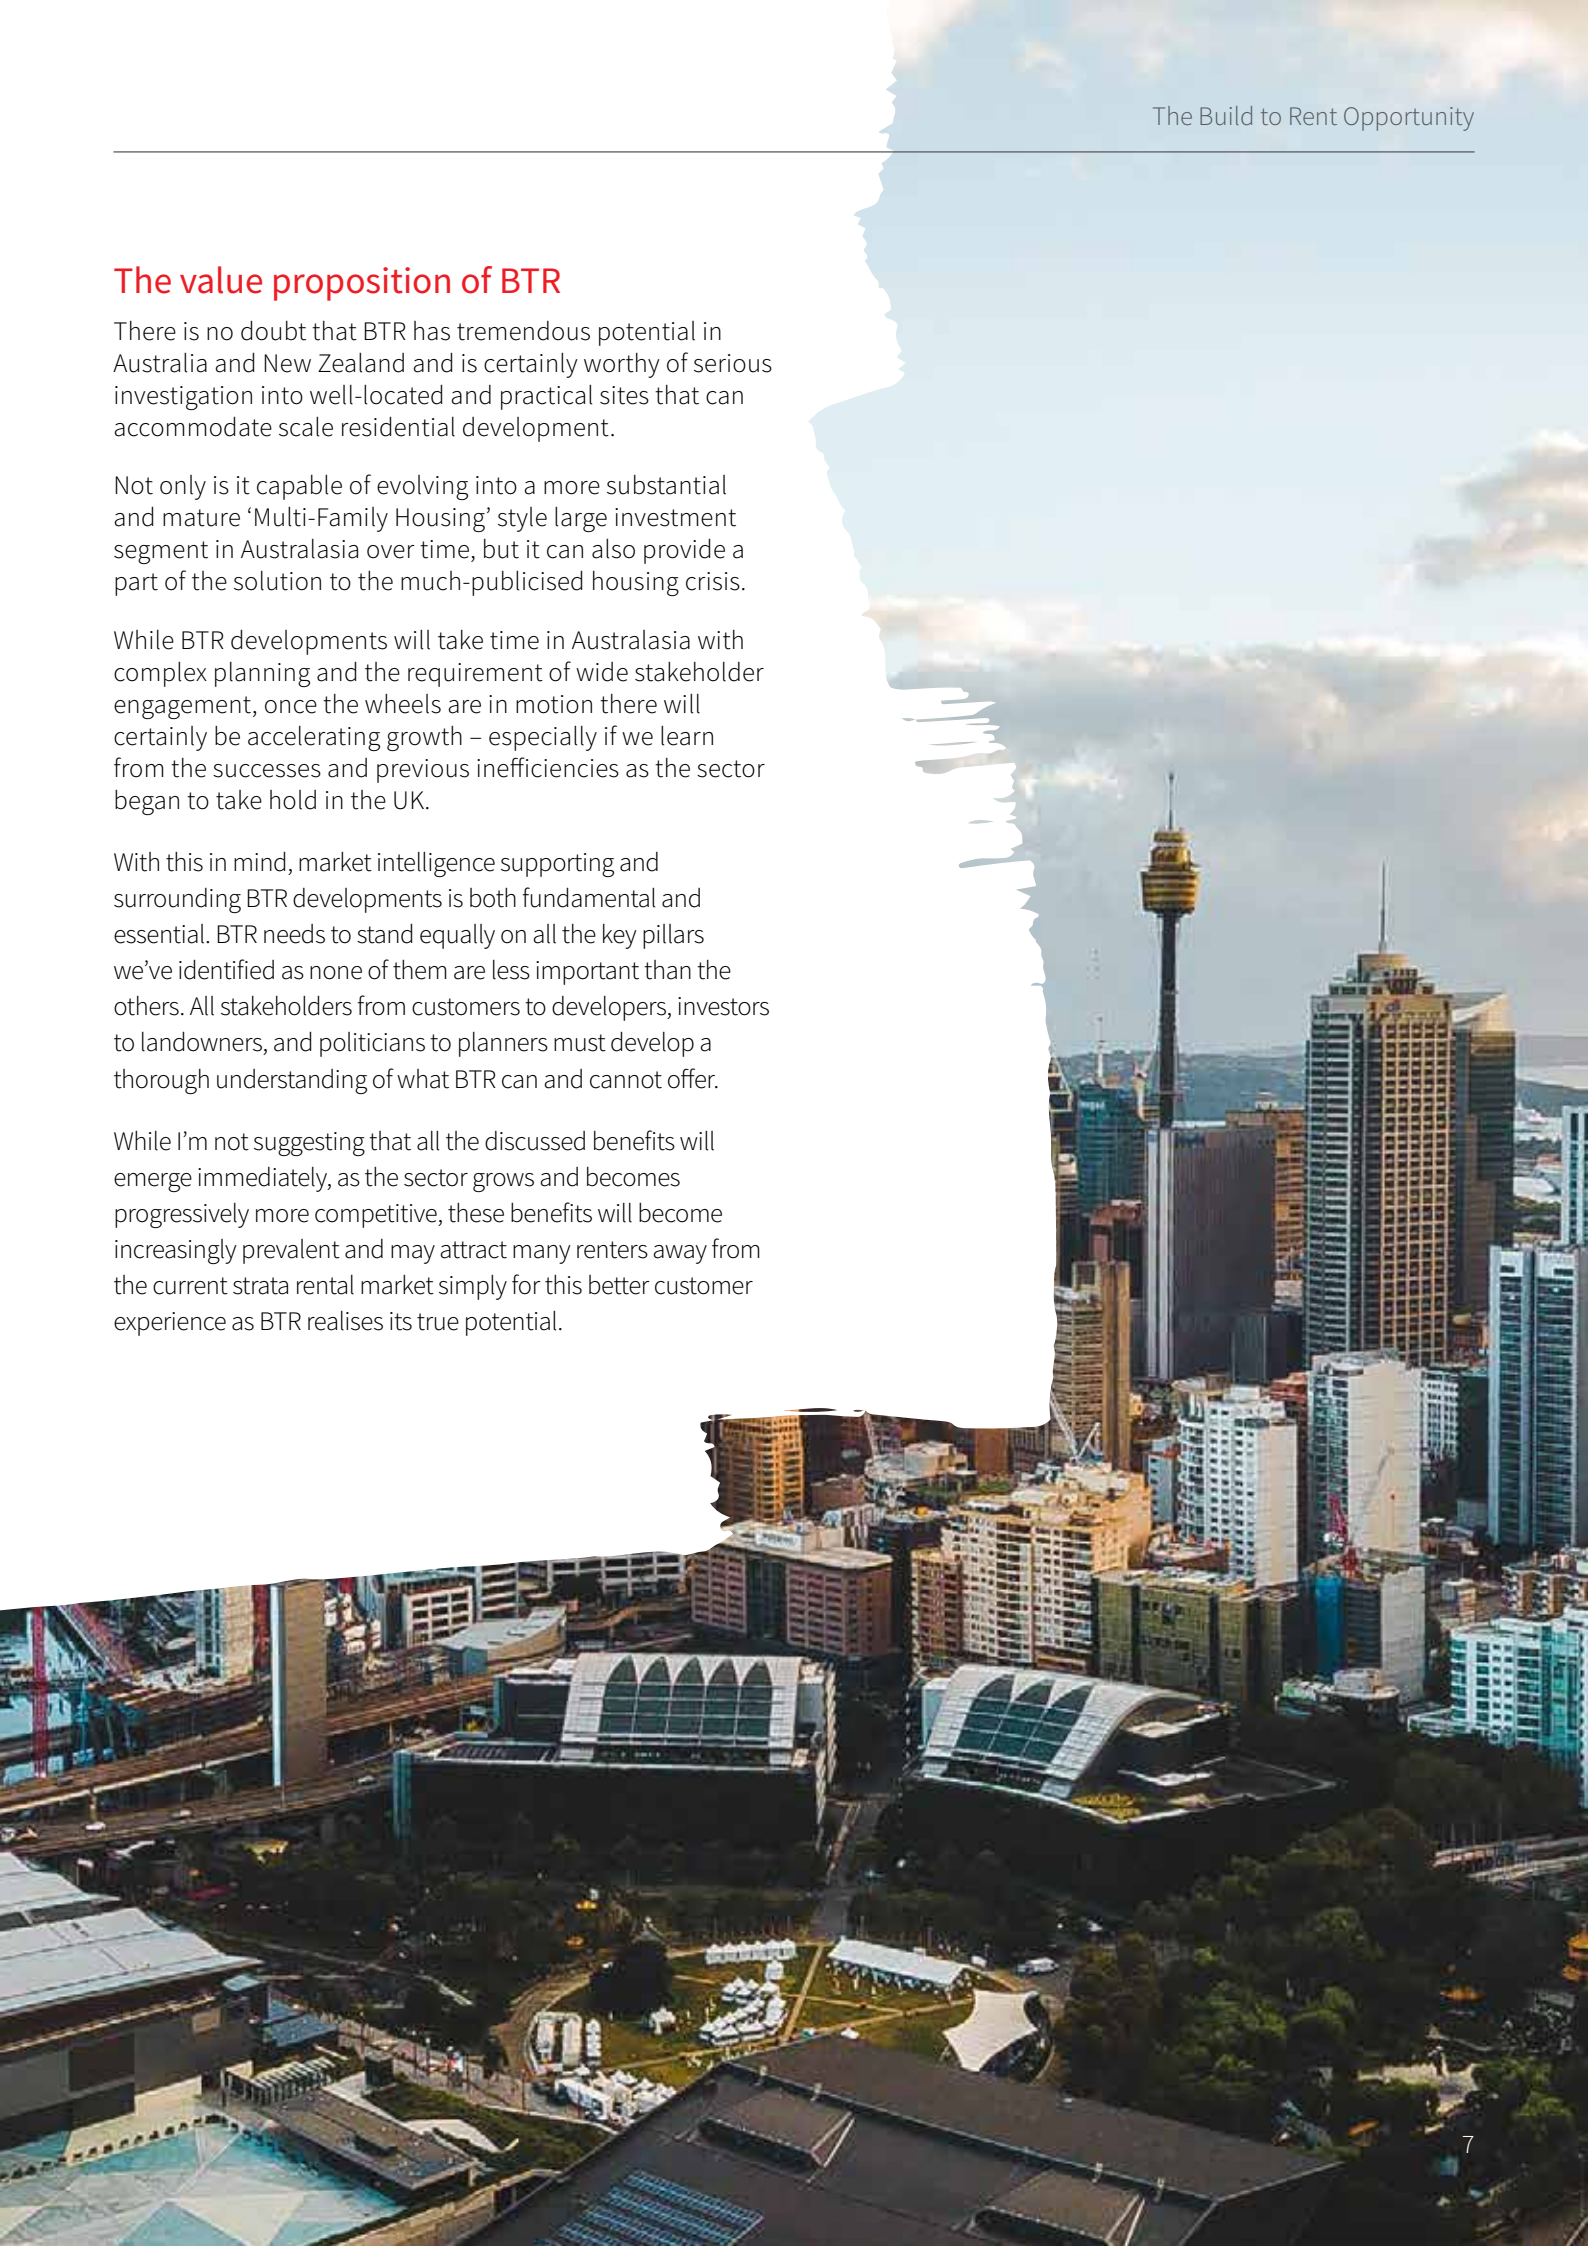 The Build to Rent Opportunity
The value proposition of BTR
There is no doubt that BTR has tremendous potential in
Australia and New Zealand and is certainly worthy of serious
investigation into well-located and practical sites that can
accommodate scale residential development.
Not only is it capable of evolving into a more substantial
and mature ‘Multi-Family Housing’ style large investment
segment in Australasia over time, but it can also provide a
part of the solution to the much-publicised housing crisis.
While BTR developments will take time in Australasia with
complex planning and the requirement of wide stakeholder
engagement, once the wheels are in motion there will
certainly be accelerating growth – especially if we learn
from the successes and previous inefficiencies as the sector
began to take hold in the UK.
With this in mind, market intelligence supporting and
surrounding BTR developments is both fundamental and
essential. BTR needs to stand equally on all the key pillars
we’ve identified as none of them are less important than the
others. All stakeholders from customers to developers, investors
to landowners, and politicians to planners must develop a
thorough understanding of what BTR can and cannot offer.
While I’m not suggesting that all the discussed benefits will
emerge immediately, as the sector grows and becomes
progressively more competitive, these benefits will become
increasingly prevalent and may attract many renters away from
the current strata rental market simply for this better customer
experience as BTR realises its true potential.
7